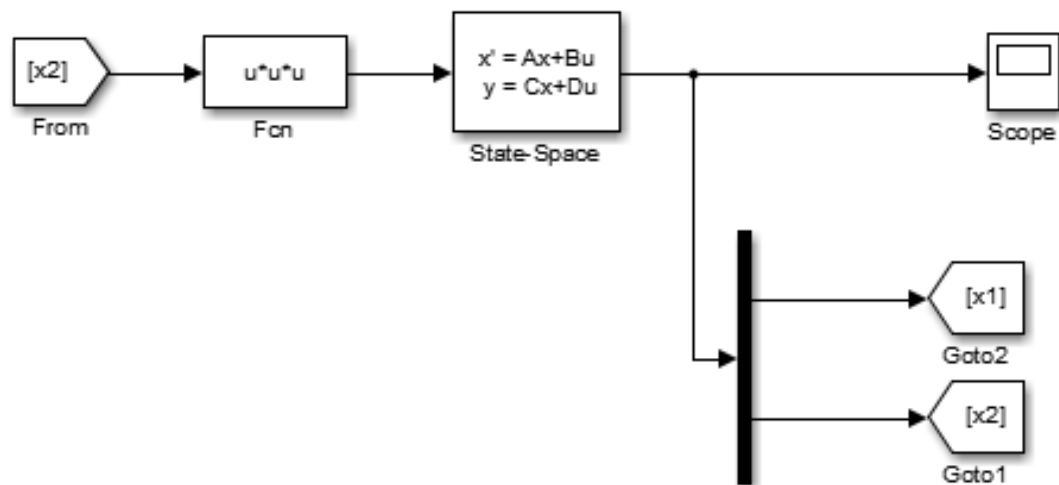 [x2]
From
u*u*u
Fcn
x' = Ax+Bu
y = Cx+Du
State-Space
Scope
[x1]
Goto2
[x2]
Goto1